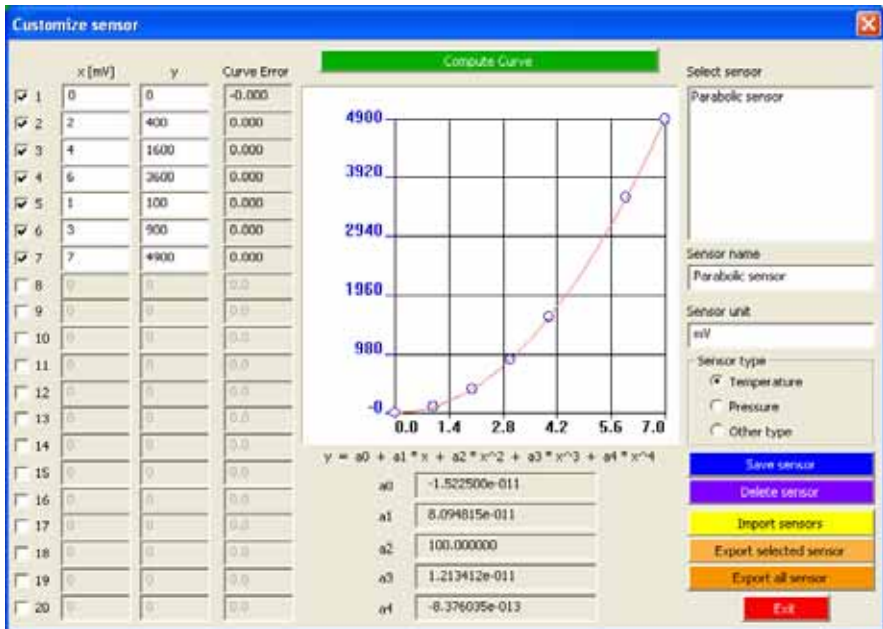 Customize sensor
x [mV] y Curve Error
1 0 0 -0.000
2 2 400 0.000
3 4 1600 0.000
4 6 3600 0.000
5 1 100 0.000
6 3 900 0.000
7 7 4900 0.000
8 0 0 0.0
9 0 0 0.0
10 0 0 0.0
11 0 0 0.0
12 0 0 0.0
13 0 0 0.0
14 0 0 0.0
15 0 0 0.0
16 0 0 0.0
17 0 0 0.0
18 0 0 0.0
19 0 0 0.0
20 0 0 0.0
Compute Curve
4900
3920
2940
1960
980
-0
0.0 1.4 2.8 4.2 5.6 7.0
y = a0 + a1 * x + a2 * x^2 + a3 * x^3 + a4 * x^4
a0 -1.522500e-011
a1 8.094815e-011
a2 100.000000
a3 1.213412e-011
a4 -8.376035e-013
Select sensor
Parabolic sensor
Sensor name
Parabolic sensor
Sensor unit
mV
Sensor type
Temperature
Pressure
Other type
Save sensor
Delete sensor
Import sensors
Export selected sensor
Export all sensor
Exit